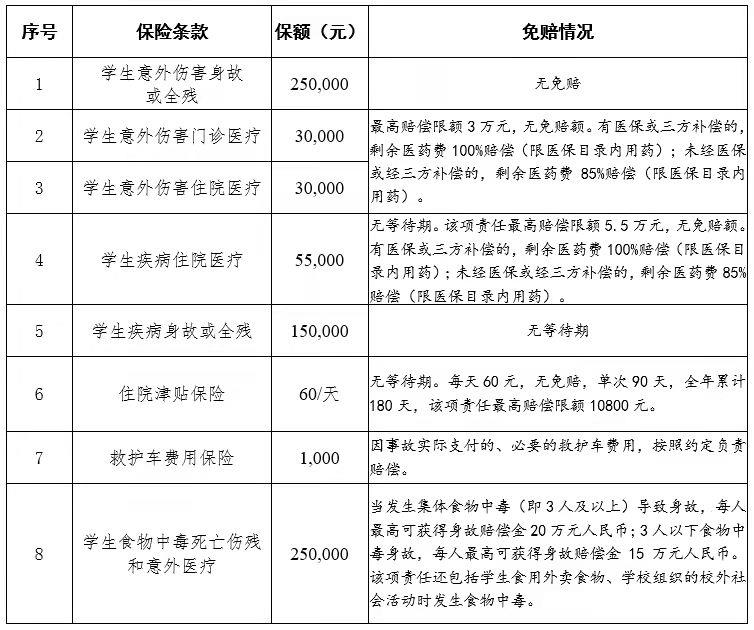 序号 保险条款 保额（元） 免赔情况
1 学生意外伤害身故
或全残 250,000 无免赔
2 学生意外伤害门诊医疗 30,000
3 学生意外伤害住院医疗 30,000
最高赔偿限额3万元，无免赔额。有医保或三方补偿的，
剩余医药费100%赔偿（限医保目录内用药）；未经医保
或经三方补偿的，剩余医药费 85%赔偿（限医保目录内
用药）。
4 学生疾病住院医疗 55,000
无等待期。该项责任最高赔偿限额5.5万元，无免赔额。
有医保或三方补偿的，剩余医药费100%赔偿（限医保目
录内用药）；未经医保或经三方补偿的，剩余医药费85%
赔偿（限医保目录内用药）。
5 学生疾病身故或全残 150,000 无等待期
6 住院津贴保险 60/天
无等待期。每天60元，无免赔，单次90天，全年累计
180天，该项责任最高赔偿限额10800元。
7 救护车费用保险 1,000
因事故实际支付的、必要的救护车费用，按照约定负责
赔偿。
8 学生食物中毒死亡伤残
和意外医疗 250,000
当发生集体食物中毒（即3人及以上）导致身故，每人
最高可获得身故赔偿金20万元人民币；3人以下食物中
毒身故，每人最高可获得身故赔偿金 15 万元人民币。
该项责任还包括学生食用外卖食物、学校组织的校外社
会活动时发生食物中毒。